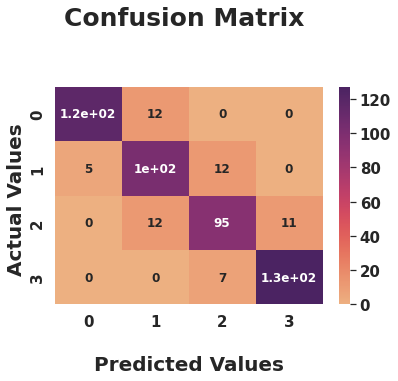 Confusion Matrix
0 1.2e+02 12 0 0
1 5 1e+02 12 0
2 0 12 95 11
3 0 0 7 1.3e+02
0 1 2 3
120
100
80
60
40
20
0
Actual Values
Predicted Values